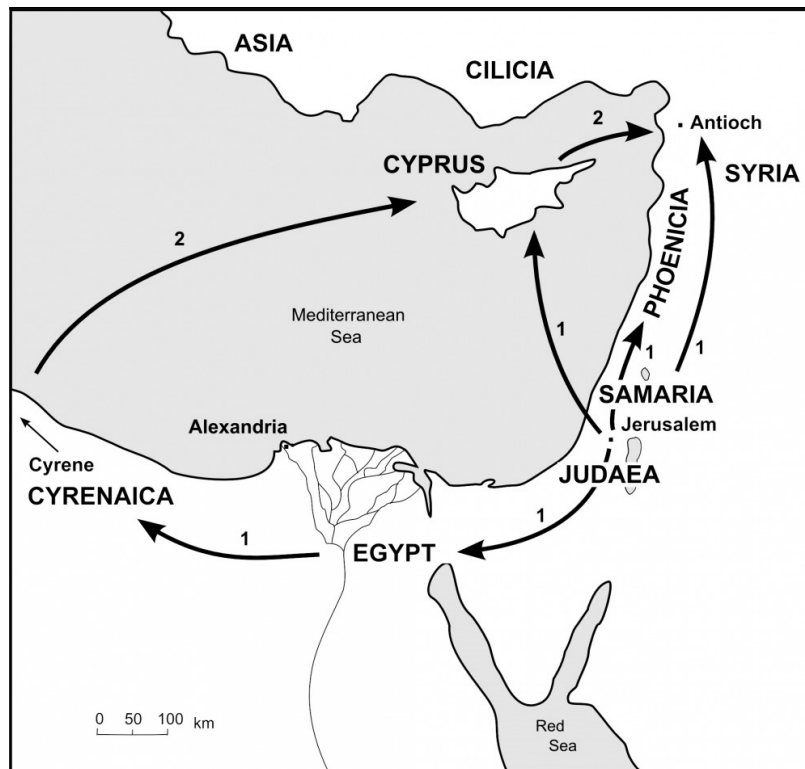 ASIA
CILICIA
2
Antioch
CYPRUS
SYRIA
PHOENICIA
2
Mediterranean
Sea
1
1
1
SAMARIA
Alexandria
Jerusalem
Cyrene
JUDAEA
CYRENAICA
1
1
EGYPT
0 50 100 km
Red
Sea